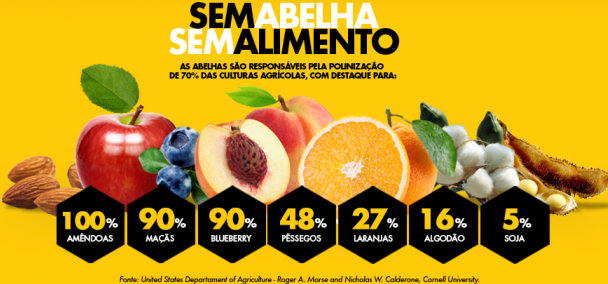 SEMABELHA
SEMALIMENTO
AS ABELHAS SÃO RESPONSÁVEIS PELA POLINIZAÇÃO
DE 70% DAS CULTURAS AGRÍCOLAS, COM DESTAQUE PARA:
100%
AMÊNDOAS
90%
MAÇÃS
90%
BLUEBERRY
48%
PÊSSEGOS
27%
LARANJAS
16%
ALGODÃO
5%
SOJA
Fonte: United States Departament of Agriculture - Roger A. Morse and Nicholas W. Calderone, Cornell University.